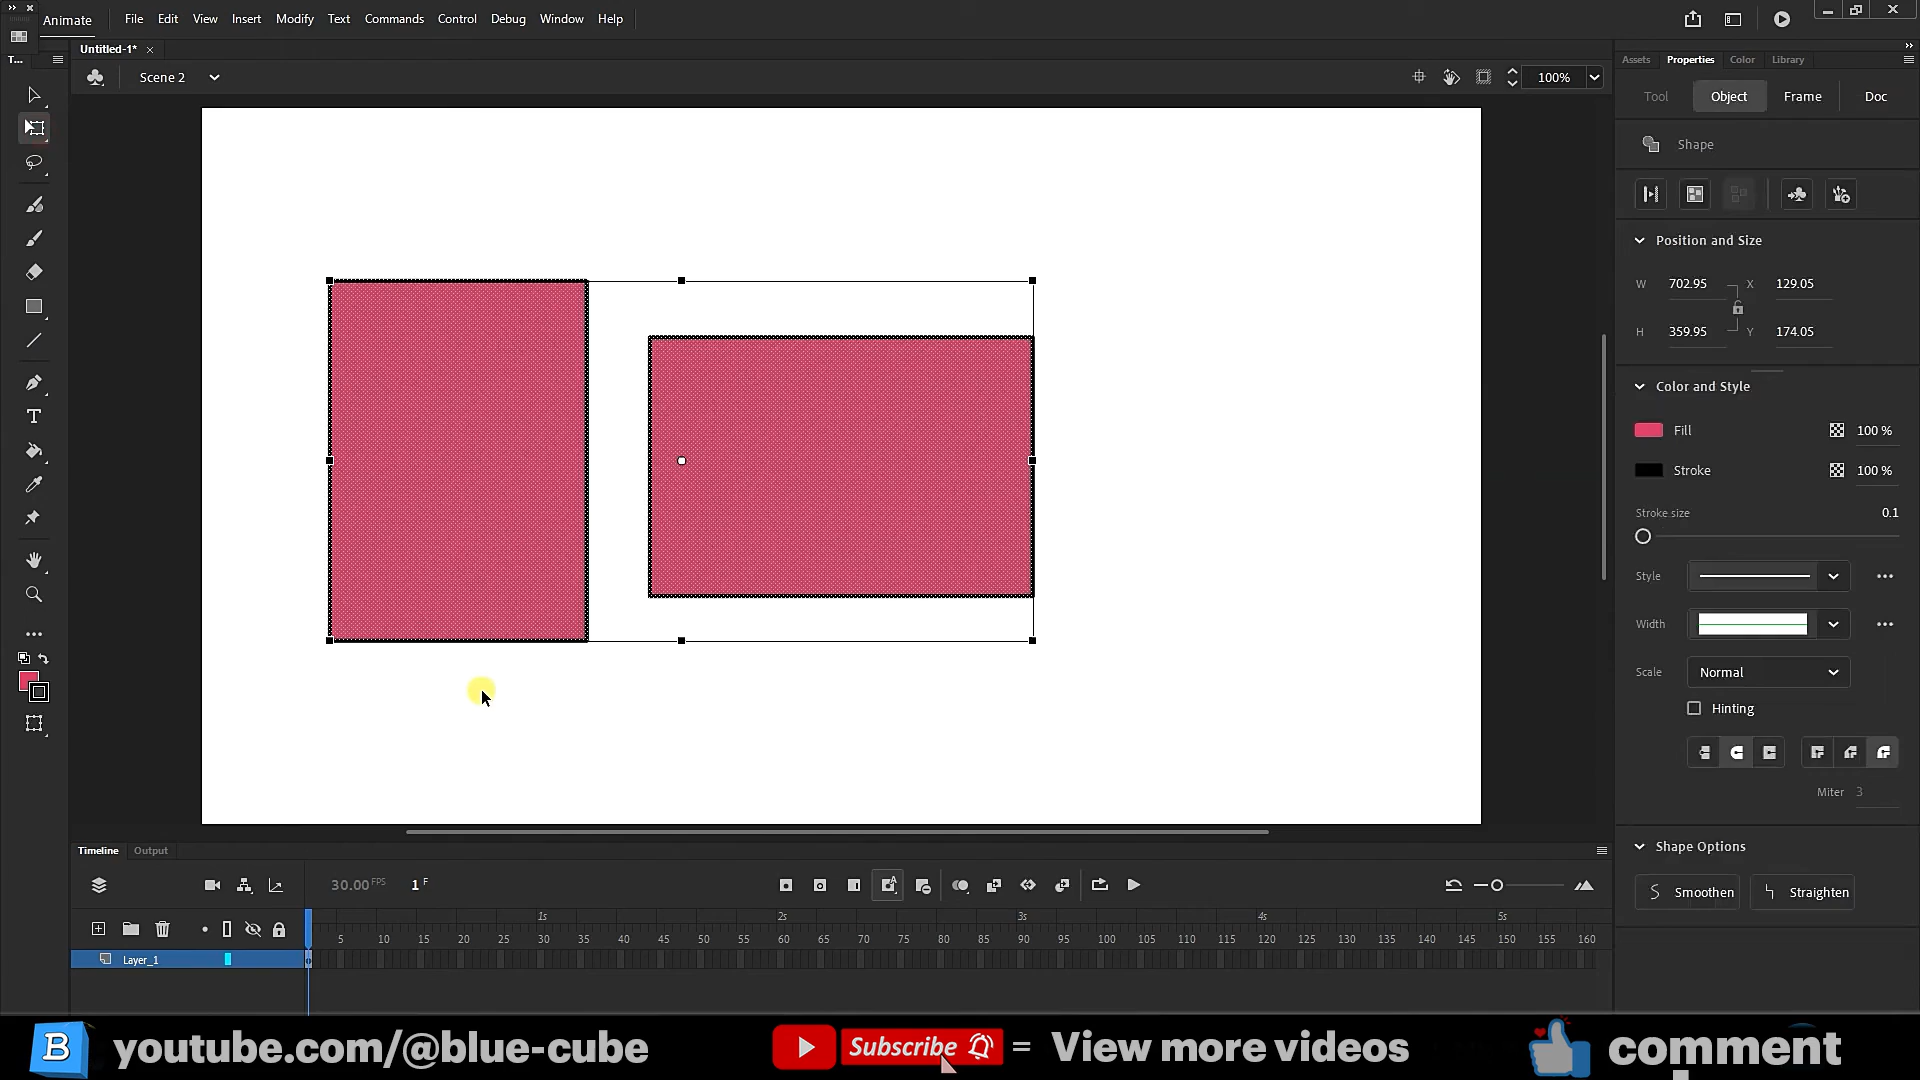 Animate File Edit View Insert Modify Text Commands Control Debug Window Help
Untitled-1* ×
T...
Scene 2
100%
Assets Properties Color Library
Tool Object Frame Doc
Shape
Position and Size
W 702.95 X 129.05
H 359.95 Y 174.05
Color and Style
Fill 100 %
Stroke 100 %
Stroke size 0.1
Style
Width
Scale Normal
Hinting
Miter 3
Shape Options
Smoothen Straighten
Timeline Output
30.00 FPS 1 F
1s 2s 3s 4s 5s
5 10 15 20 25 30 35 40 45 50 55 60 65 70 75 80 85 90 95 100 105 110 115 120 125 130 135 140 145 150 155 160
Layer_1
B youtube.com/@blue-cube Subscribe = View more videos comment